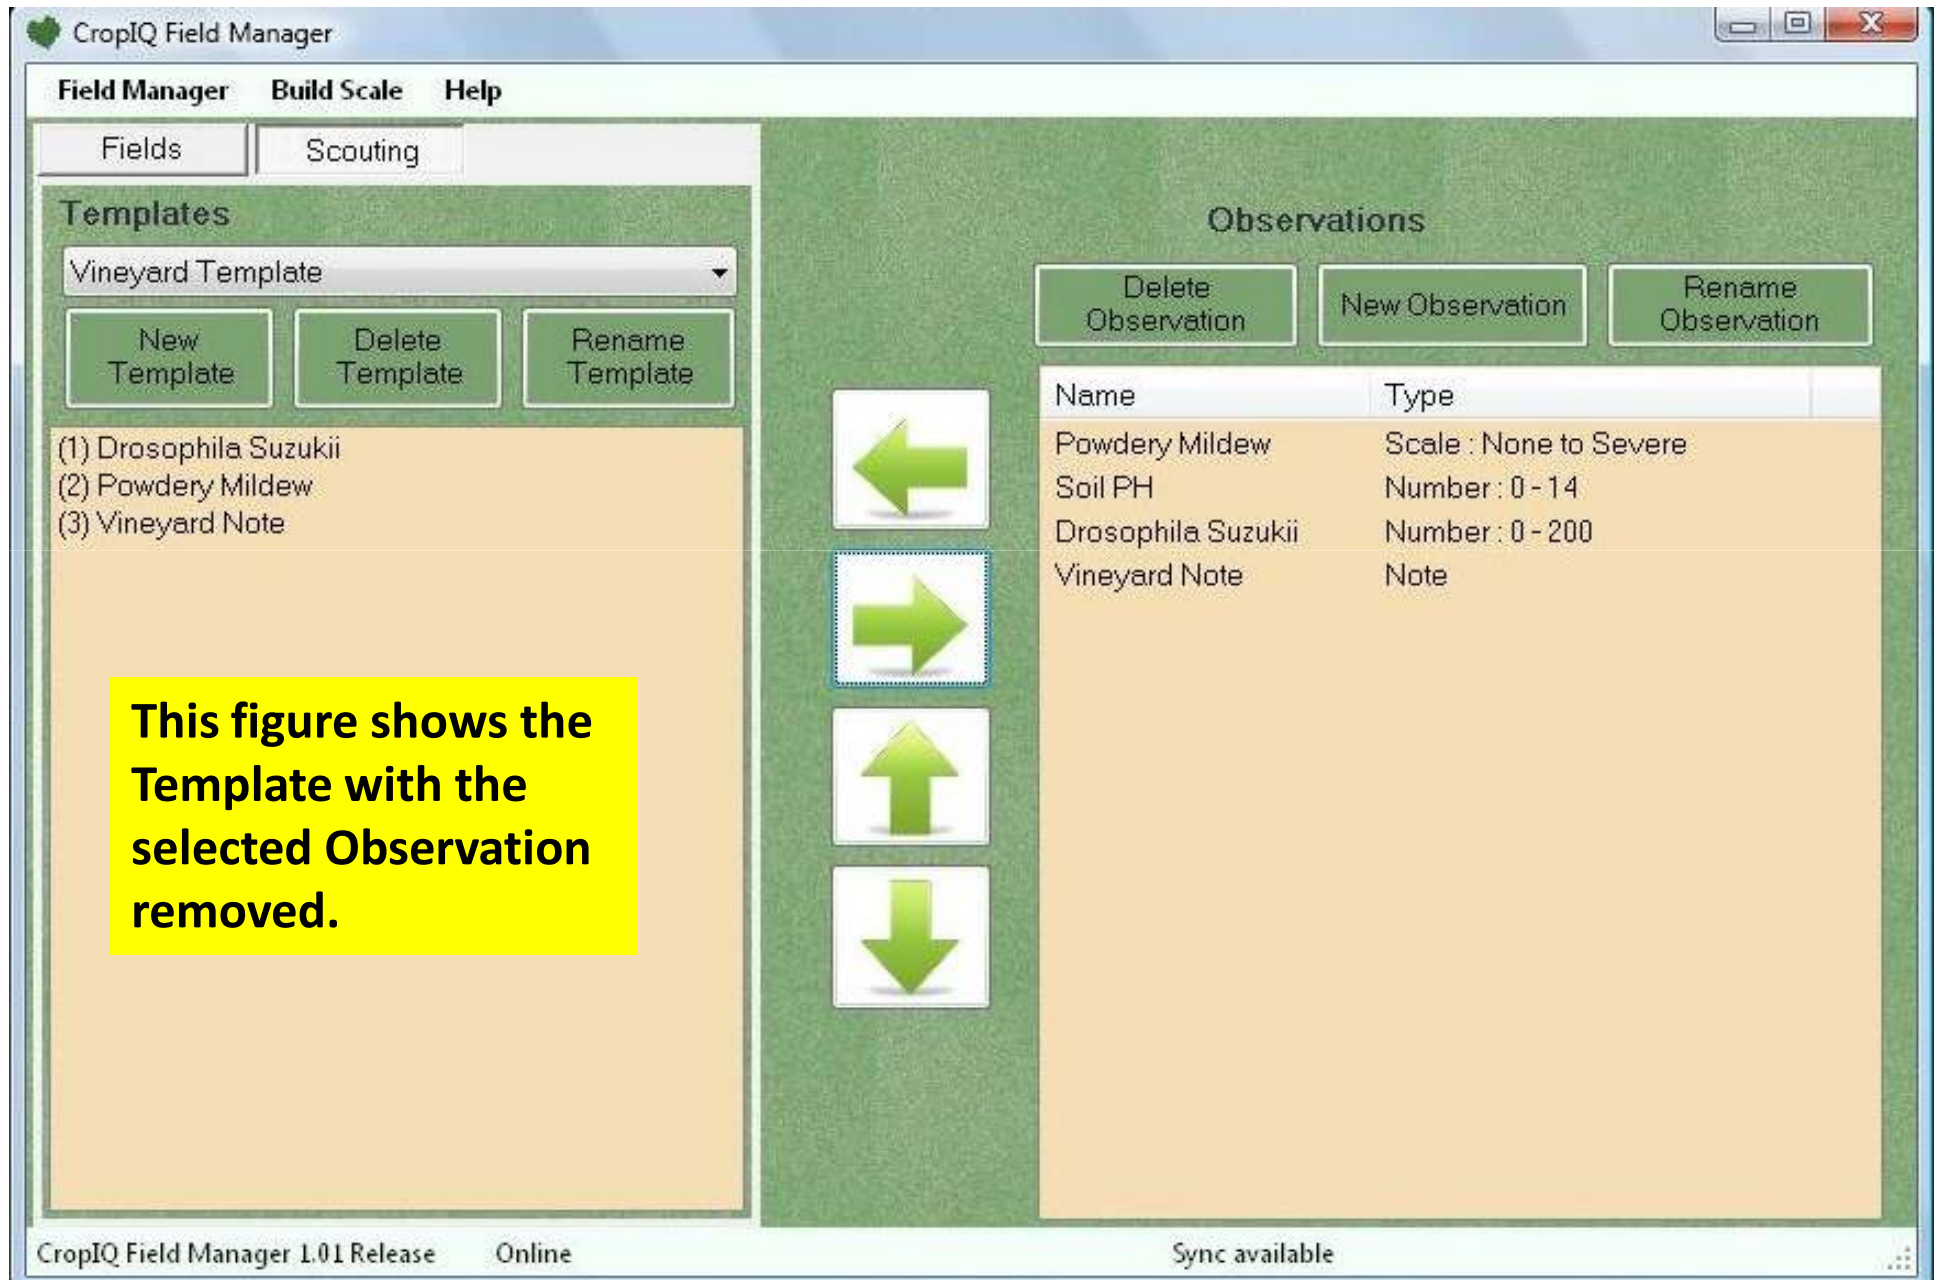 CropIQ Field Manager
Field Manager Build Scale Help
Fields Scouting
Templates
Vineyard Template
New Template
Delete Template
Rename Template
(1) Drosophila Suzukii
(2) Powdery Mildew
(3) Vineyard Note
This figure shows the
Template with the
selected Observation
removed.
Observations
Delete Observation
New Observation
Rename Observation
Name Type
Powdery Mildew Scale : None to Severe
Soil PH Number : 0 - 14
Drosophila Suzukii Number : 0 - 200
Vineyard Note Note
CropIQ Field Manager 1.01 Release Online Sync available